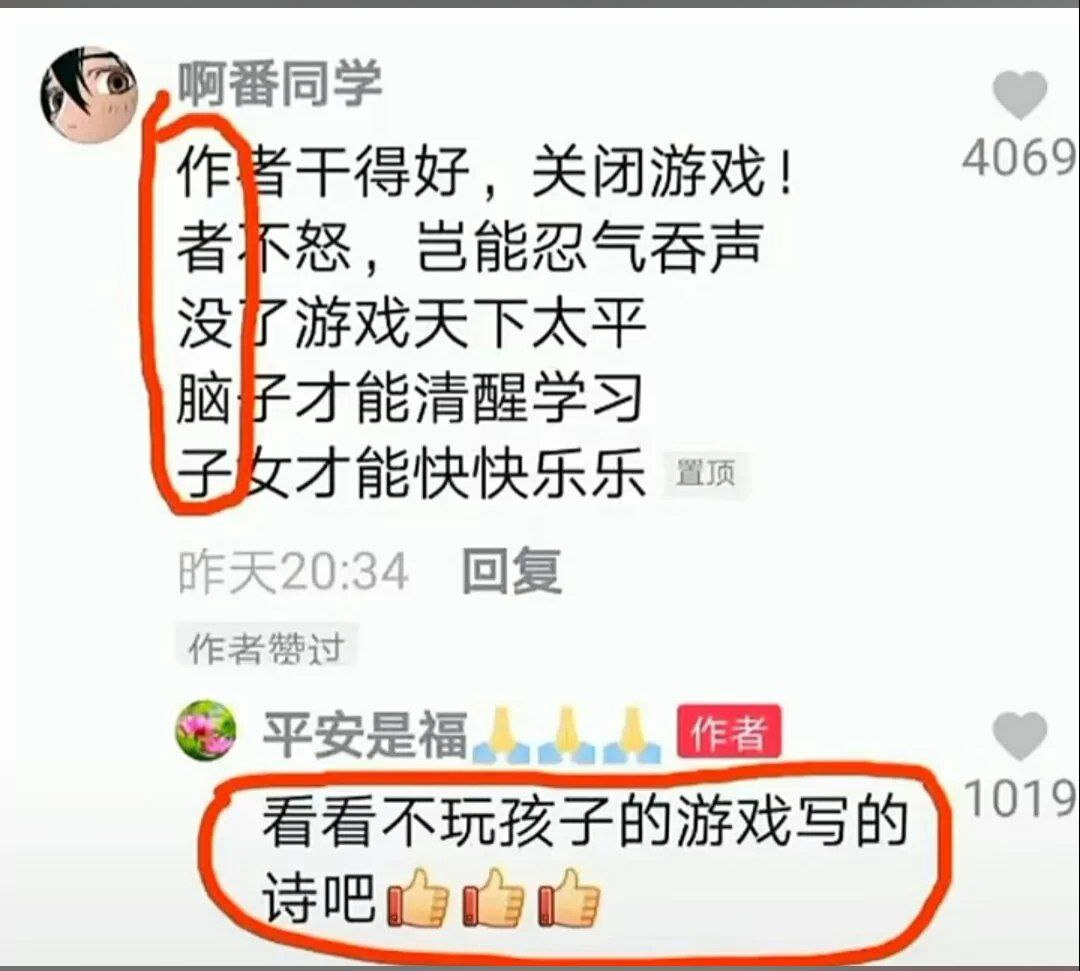 啊番同学
作者干得好，关闭游戏！
4069
者不怒，岂能忍气吞声
没了游戏天下太平
脑子才能清醒学习
子女才能快快乐乐 置顶
昨天20:34 回复
作者赞过
平安是福🙏🙏🙏 作者
1019
看看不玩孩子的游戏写的
诗吧👍👍👍